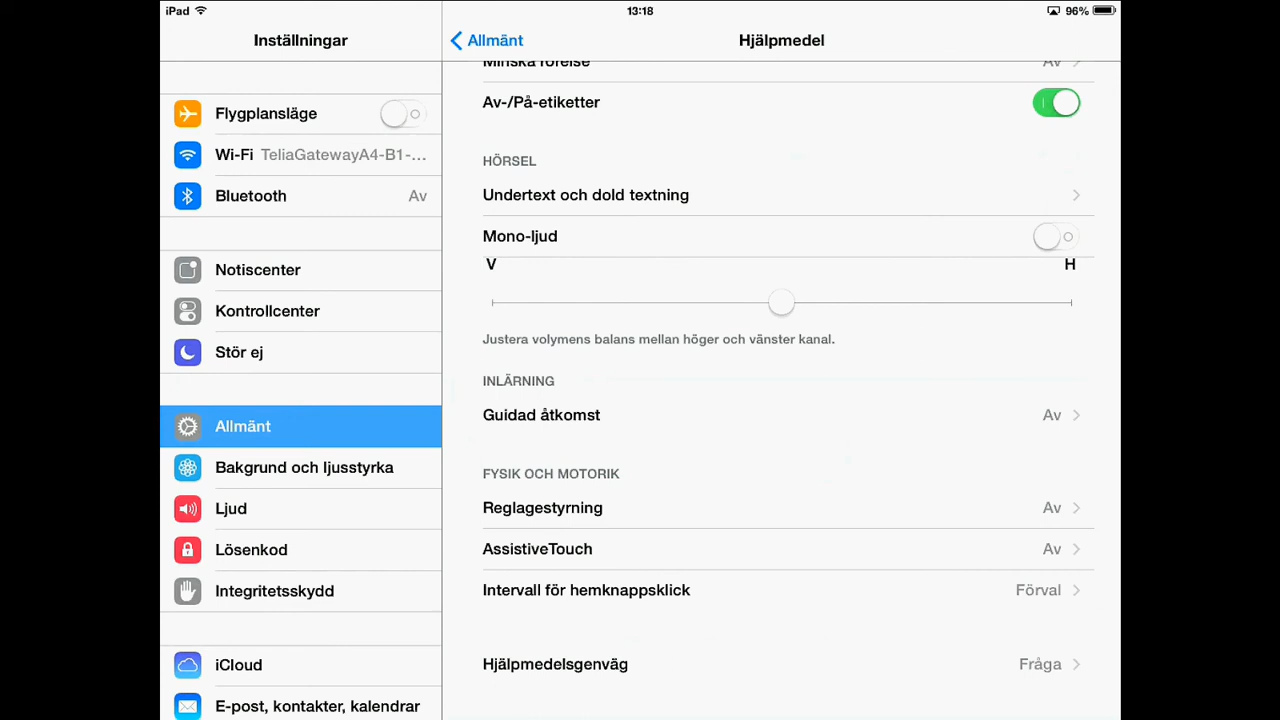 iPad
13:18
96%
Inställningar
Allmänt
Hjälpmedel
Flygplansläge
Wi-Fi TeliaGatewayA4-B1-...
Bluetooth Av
Notiscenter
Kontrollcenter
Stör ej
Allmänt
Bakgrund och ljusstyrka
Ljud
Lösenkod
Integritetsskydd
iCloud
E-post, kontakter, kalendrar
Minska rörelse Av
Av-/På-etiketter
HÖRSEL
Undertext och dold textning
Mono-ljud
V H
Justera volymens balans mellan höger och vänster kanal.
INLÄRNING
Guidad åtkomst Av
FYSIK OCH MOTORIK
Reglagestyrning Av
AssistiveTouch Av
Intervall för hemknappsklick Förval
Hjälpmedelsgenväg Fråga